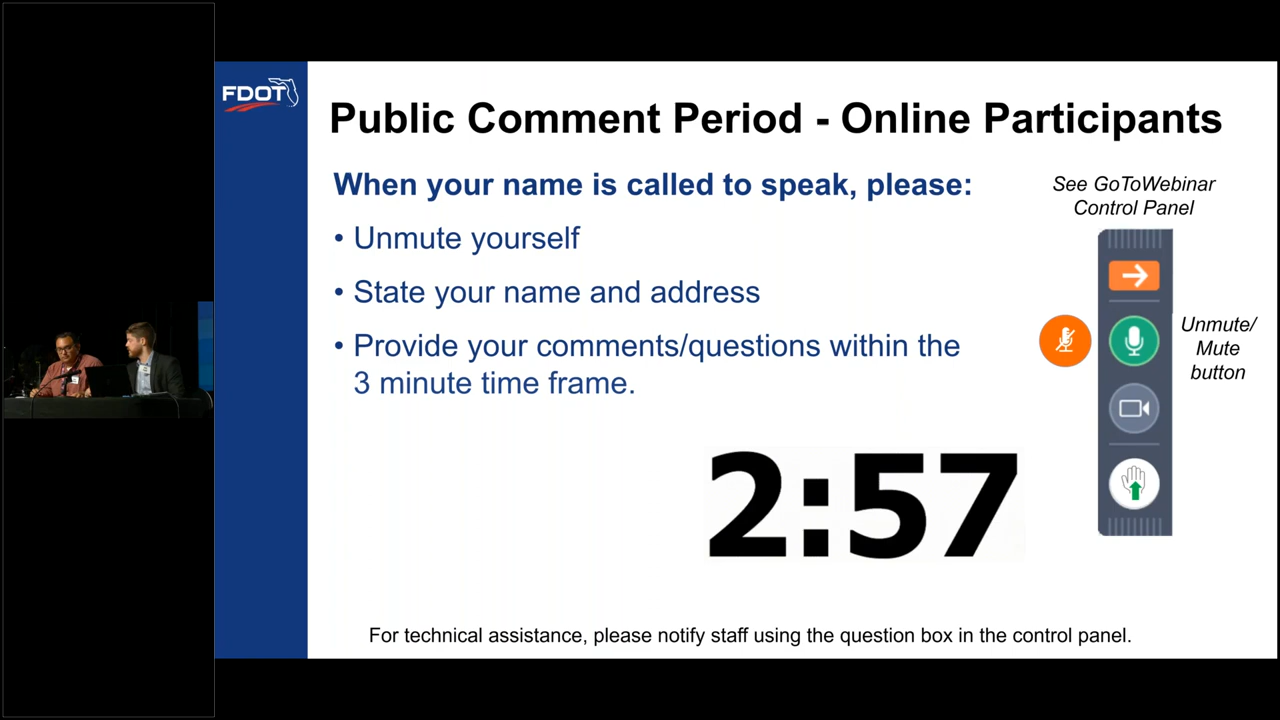 FDOT
Public Comment Period - Online Participants
When your name is called to speak, please:
• Unmute yourself
• State your name and address
• Provide your comments/questions within the
3 minute time frame.
See GoToWebinar
Control Panel
Unmute/
Mute
button
2:57
For technical assistance, please notify staff using the question box in the control panel.